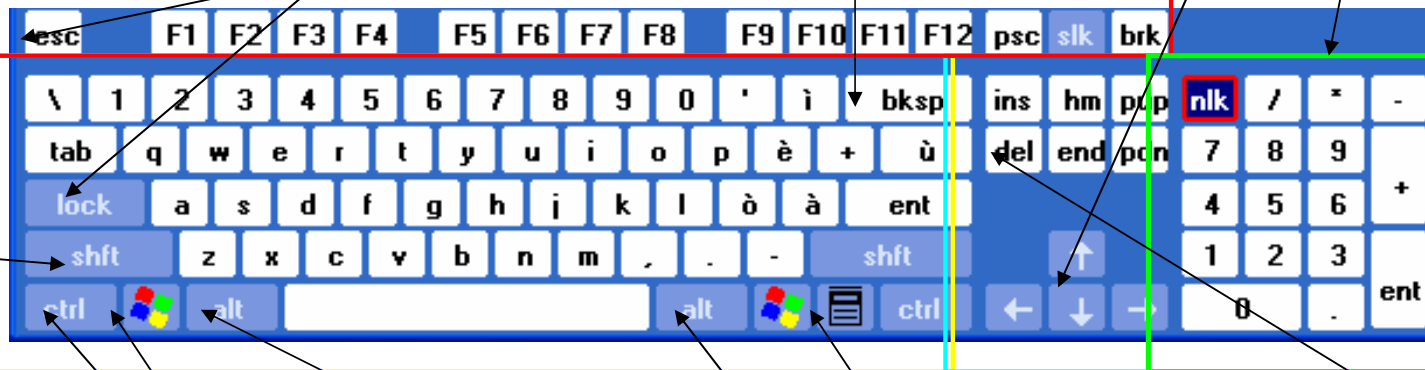 esc F1 F2 F3 F4 F5 F6 F7 F8 F9 F10 F11 F12 psc slk brk
\ 1 2 3 4 5 6 7 8 9 0 ' ì bksp ins hm pup nlk / * -
tab q w e r t y u i o p è + ù del end pdn 7 8 9 +
lock a s d f g h j k l ò à ent 4 5 6
shft z x c v b n m , . - shft ↑ 1 2 3 ent
ctrl alt alt ctrl ← ↓ → 0 .